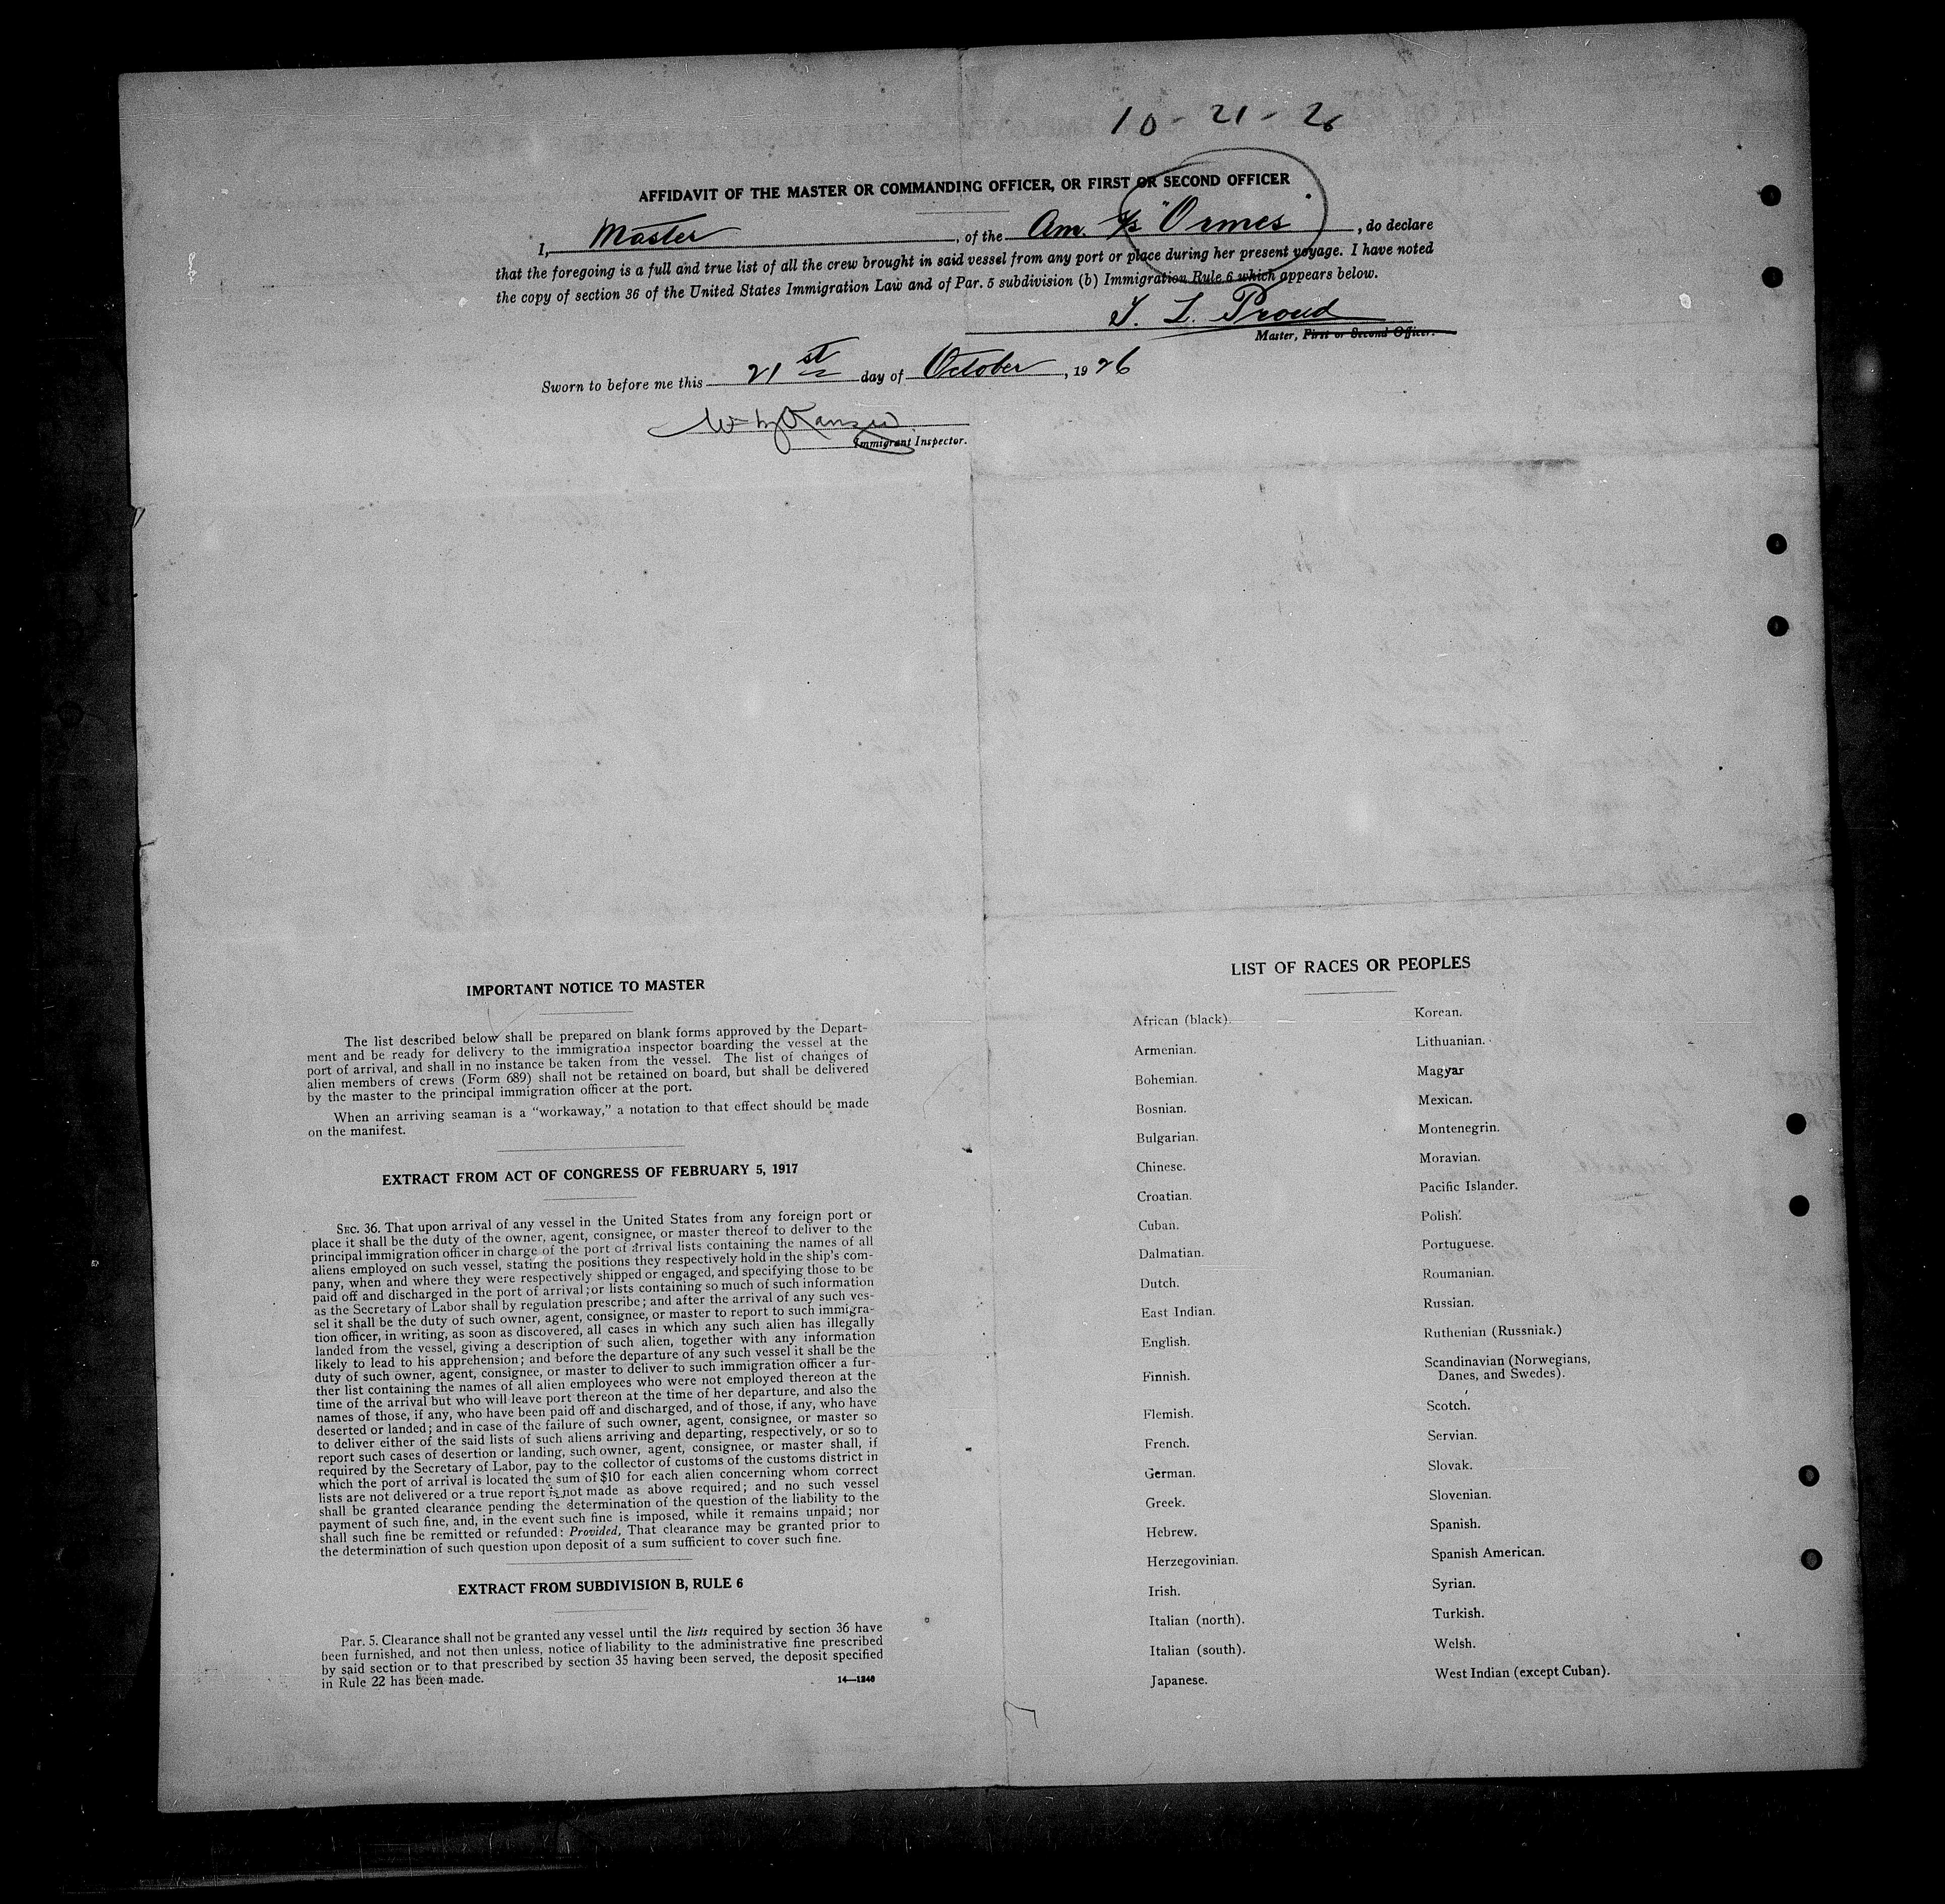 10 - 21 - 26
AFFIDAVIT OF THE MASTER OR COMMANDING OFFICER, OR FIRST OR SECOND OFFICER
I, Master, of the Am. S/s "Ormes", do declare
that the foregoing is a full and true list of all the crew brought in said vessel from any port or place during her present voyage. I have noted
the copy of section 36 of the United States Immigration Law and of Par. 5 subdivision (b) Immigration Rule 6 which appears below.
L. Proud
Master, First or Second Officer.
Sworn to before me this 21st day of October, 1926
Immigrant Inspector.
IMPORTANT NOTICE TO MASTER
The list described below shall be prepared on blank forms approved by the Depart-
ment and be ready for delivery to the immigration inspector boarding the vessel at the
port of arrival, and shall in no instance be taken from the vessel. The list of changes of
alien members of crews (Form 689) shall not be retained on board, but shall be delivered
by the master to the principal immigration officer at the port.
When an arriving seaman is a "workaway," a notation to that effect should be made
on the manifest.
EXTRACT FROM ACT OF CONGRESS OF FEBRUARY 5, 1917
SEC. 36. That upon arrival of any vessel in the United States from any foreign port or
place it shall be the duty of the owner, agent, consignee, or master thereof to deliver to the
principal immigration officer in charge of the port of arrival lists containing the names of all
aliens employed on such vessel, stating the positions they respectively hold in the ship's com-
pany, when and where they were respectively shipped or engaged, and specifying those to be
paid off and discharged in the port of arrival; or lists containing so much of such information
as the Secretary of Labor shall by regulation prescribe; and after the arrival of any such ves-
sel it shall be the duty of such owner, agent, consignee, or master to report to such immigra-
tion officer, in writing, as soon as discovered, all cases in which any such alien has illegally
landed from the vessel, giving a description of such alien, together with any information
likely to lead to his apprehension; and before the departure of any such vessel it shall be the
duty of such owner, agent, consignee, or master to deliver to such immigration officer a fur-
ther list containing the names of all alien employees who were not employed thereon at the
time of the arrival but who will leave port thereon at the time of her departure, and also the
names of those, if any, who have been paid off and discharged, and of those, if any, who have
deserted or landed; and in case of the failure of such owner, agent, consignee, or master so
to deliver either of the said lists of such aliens arriving and departing, respectively, or so to
report such cases of desertion or landing, such owner, agent, consignee, or master shall, if
required by the Secretary of Labor, pay to the collector of customs of the customs district in
which the port of arrival is located the sum of $10 for each alien concerning whom correct
lists are not delivered or a true report is not made as above required; and no such vessel
shall be granted clearance pending the determination of the question of the liability to the
payment of such fine, and, in the event such fine is imposed, while it remains unpaid; nor
shall such fine be remitted or refunded: Provided, That clearance may be granted prior to
the determination of such question upon deposit of a sum sufficient to cover such fine.
EXTRACT FROM SUBDIVISION B, RULE 6
Par. 5. Clearance shall not be granted any vessel until the lists required by section 36 have
been furnished, and not then unless, notice of liability to the administrative fine prescribed
by said section or to that prescribed by section 35 having been served, the deposit specified
in Rule 22 has been made.
14—1240
LIST OF RACES OR PEOPLES
African (black).
Armenian.
Bohemian.
Bosnian.
Bulgarian.
Chinese.
Croatian.
Cuban.
Dalmatian.
Dutch.
East Indian.
English.
Finnish.
Flemish.
French.
German.
Greek.
Hebrew.
Herzegovinian.
Irish.
Italian (north).
Italian (south).
Japanese.
Korean.
Lithuanian.
Magyar
Mexican.
Montenegrin.
Moravian.
Pacific Islander.
Polish.
Portuguese.
Roumanian.
Russian.
Ruthenian (Russniak.)
Scandinavian (Norwegians,
Danes, and Swedes).
Scotch.
Servian.
Slovak.
Slovenian.
Spanish.
Spanish American.
Syrian.
Turkish.
Welsh.
West Indian (except Cuban).